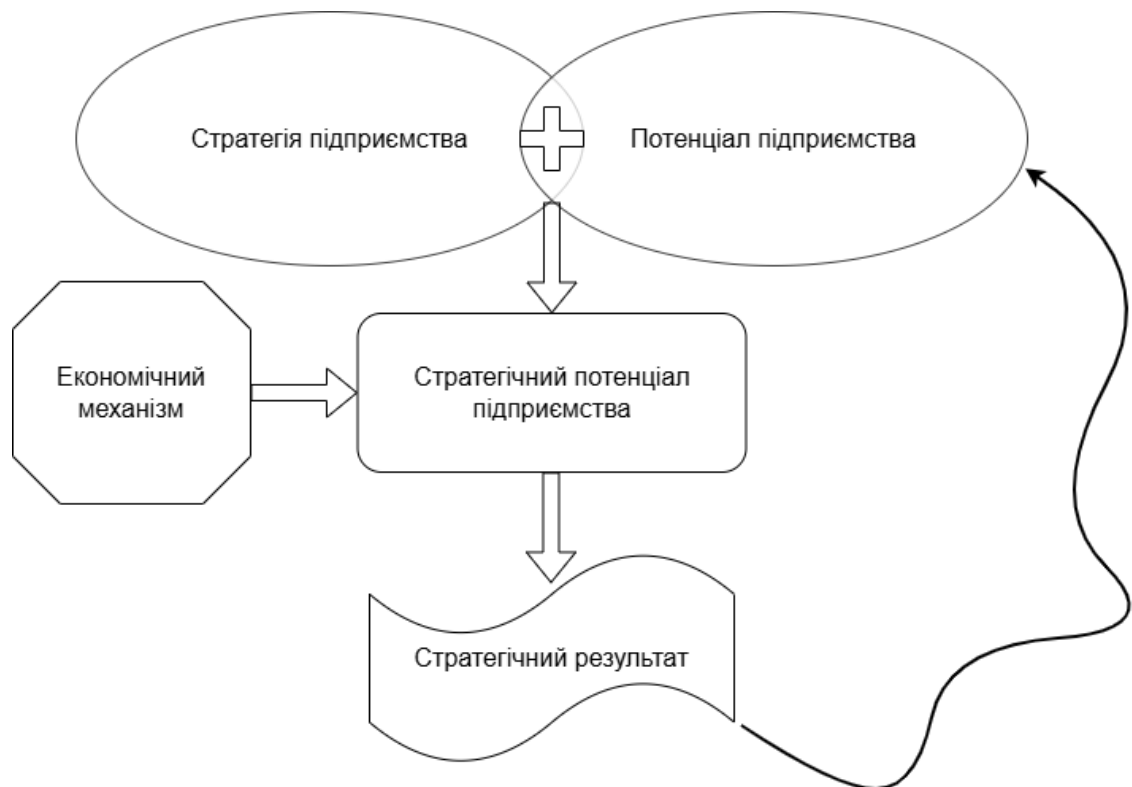 Стратегія підприємства
Потенціал підприємства
Економічний
механізм
Стратегічний потенціал
підприємства
Стратегічний результат